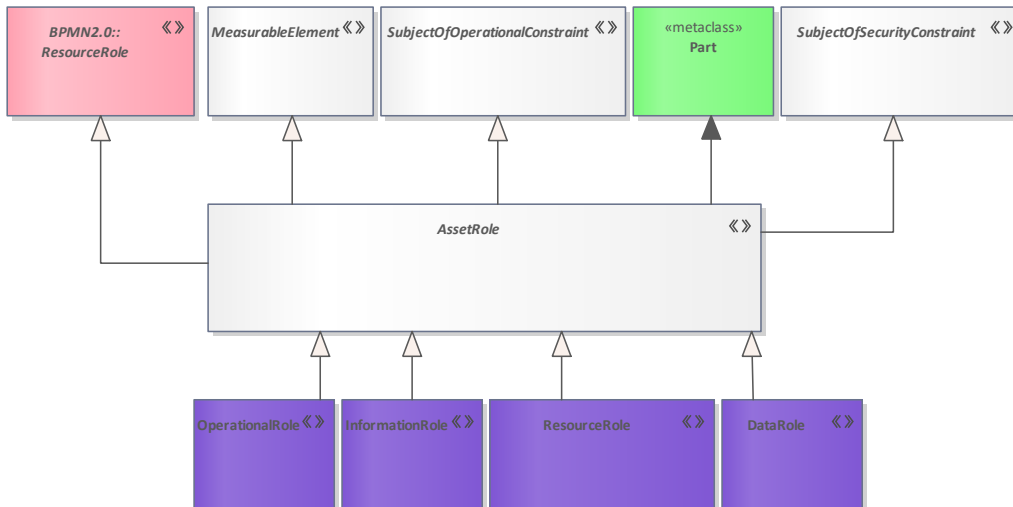 BPMN2.0:: «»
ResourceRole
MeasurableElement «»
SubjectOfOperationalConstraint «»
«metaclass»
Part
SubjectOfSecurityConstraint «»
AssetRole «»
OperationalRole «»
InformationRole «»
ResourceRole «»
DataRole «»